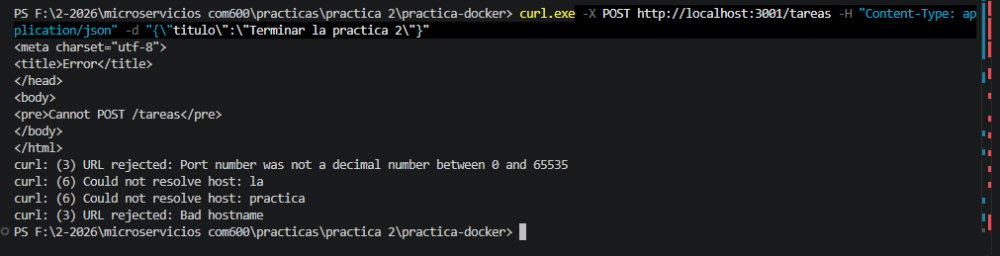 PS F:\2-2026\microservicios com600\practicas\practica 2\practica-docker> curl.exe -X POST http://localhost:3001/tareas -H "Content-Type: ap
plication/json" -d "{\"titulo\":\"Terminar la practica 2\"}"
<meta charset="utf-8">
<title>Error</title>
</head>
<body>
<pre>Cannot POST /tareas</pre>
</body>
</html>
curl: (3) URL rejected: Port number was not a decimal number between 0 and 65535
curl: (6) Could not resolve host: la
curl: (6) Could not resolve host: practica
curl: (3) URL rejected: Bad hostname
PS F:\2-2026\microservicios com600\practicas\practica 2\practica-docker>